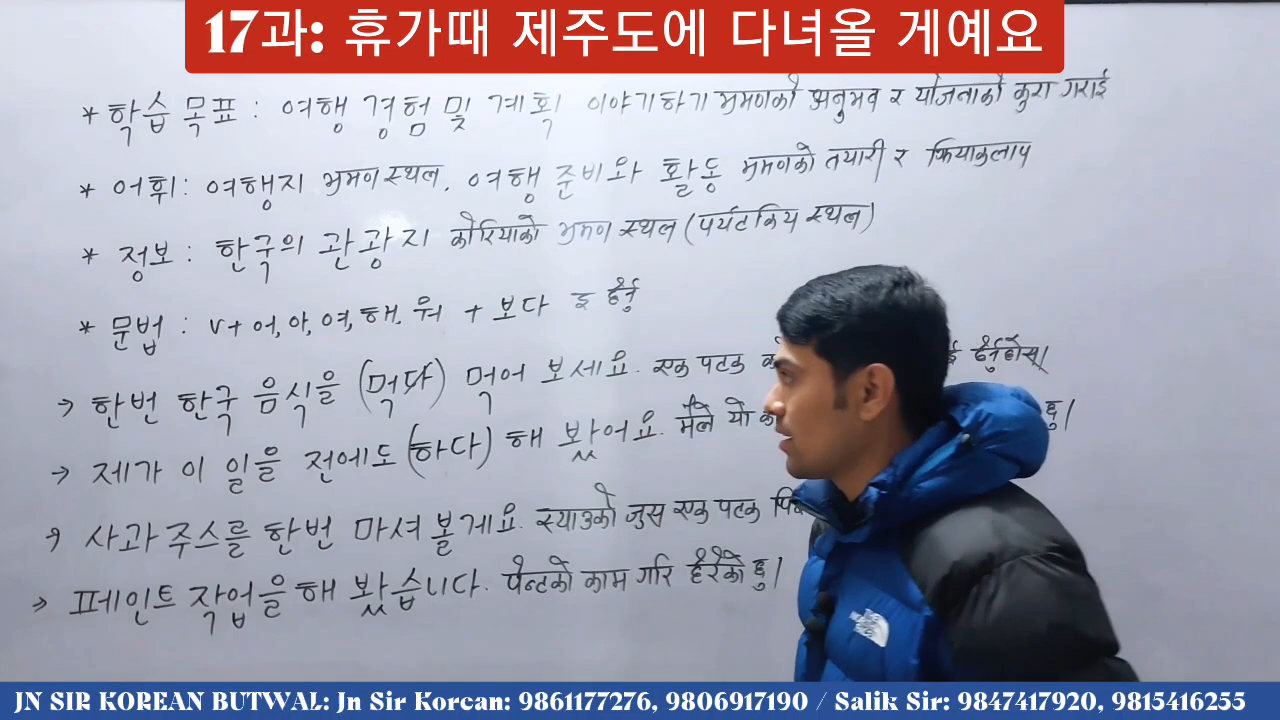 17과: 휴가때 제주도에 다녀올 게예요
* 학습 목표 : 여행 경험 및 계획 이야기하기 भ्रमणको अनुभव र योजनाको कुरा गराई
* 어휘 : 여행지 भ्रमण स्थल, 여행 준비와 활동 भ्रमणको तयारी र क्रियाकलाप
* 정보 : 한국의 관광지 कोरियाको भ्रमण स्थल (पर्यटकिय स्थल)
* 문법 : V+ 어, 아, 여, 해, 워 + 보다 इ हेर्नु
→ 한번 한국 음식을 (먹다) 먹어 보세요. एक पटक हेर्नुहोस्।
→ 제가 이 일을 전에도 (하다) 해 봤어요. मैले यो छु।
→ 사과 주스를 한번 마셔 볼게요. स्याउको जुस एक पटक
→ 페인트 작업을 해 봤습니다. पेन्टको काम गरि हेरेको छु।
THE NORTH FACE
JN SIR KOREAN BUTWAL: Jn Sir Korean: 9861177276, 9806917190 / Salik Sir: 9847417920, 9815416255